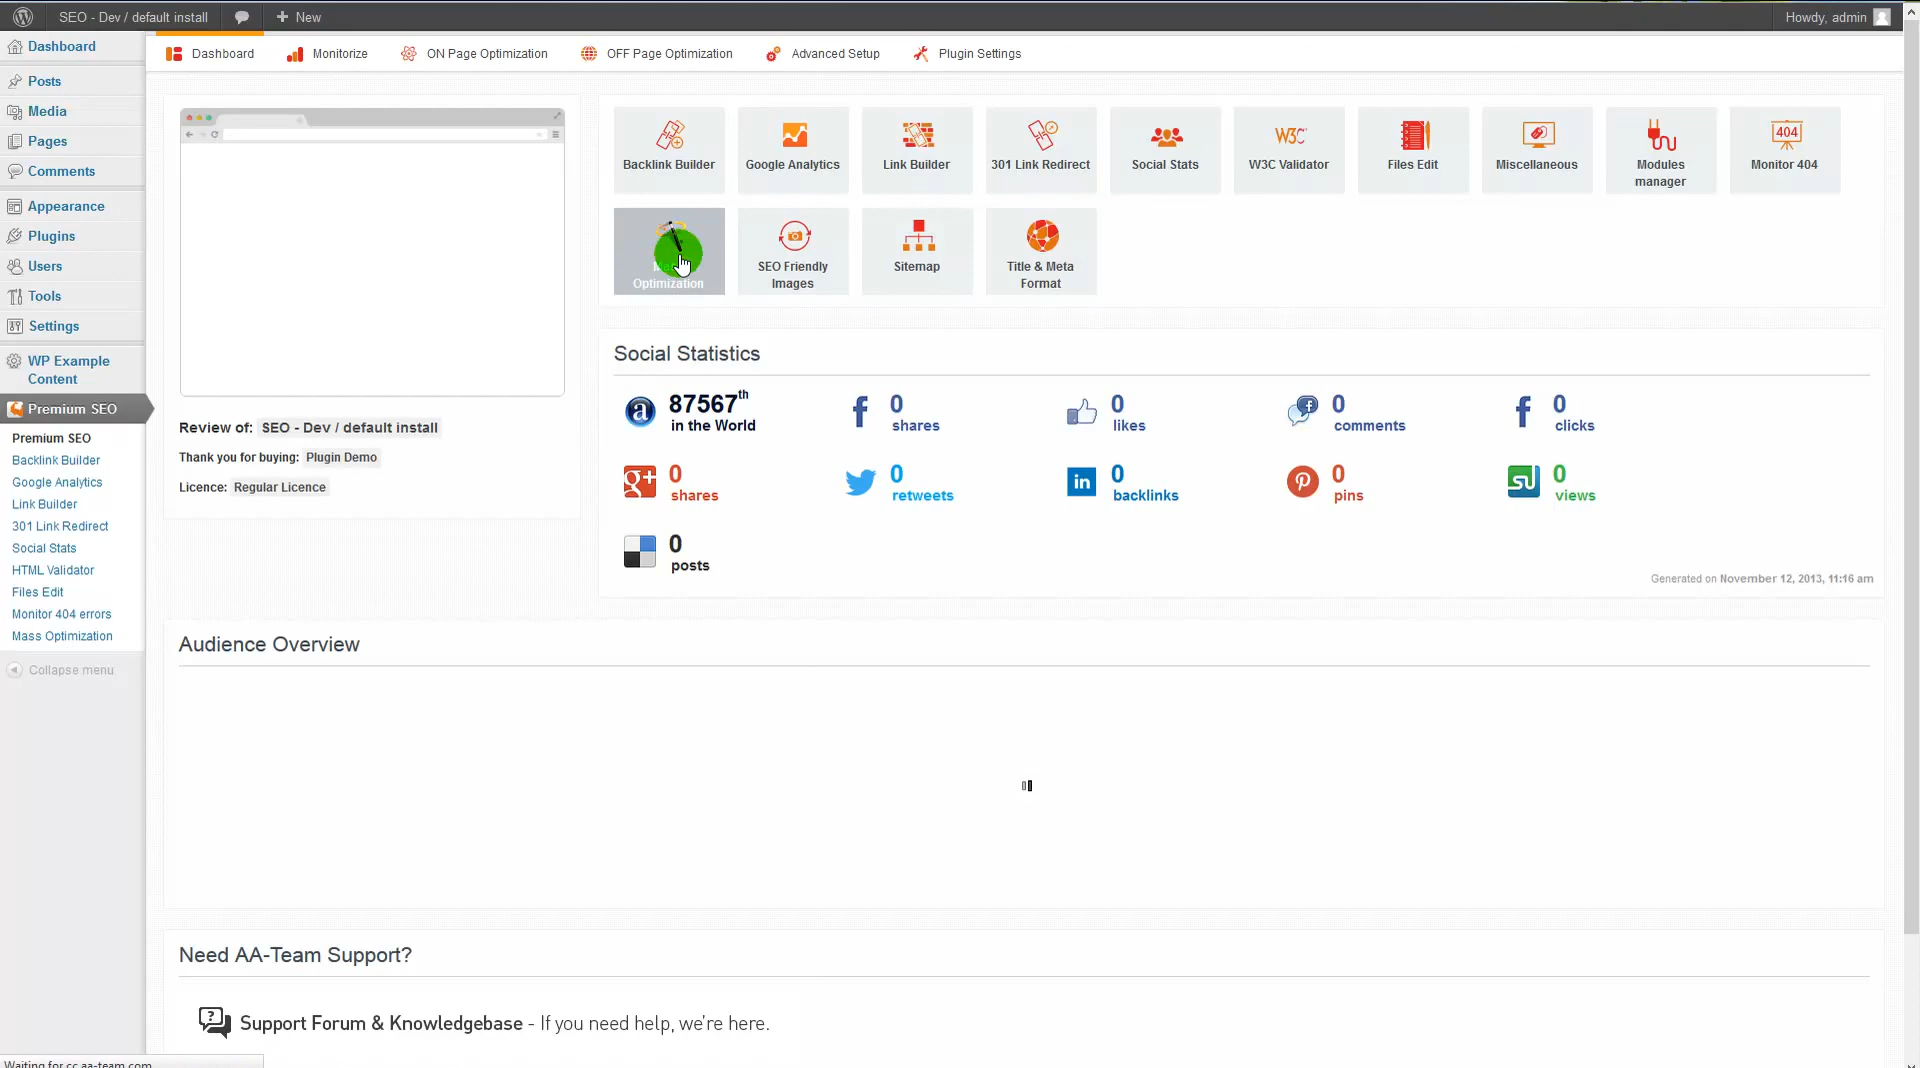 SEO - Dev / default install
New
Howdy, admin
Dashboard
Posts
Media
Pages
Comments
Appearance
Plugins
Users
Tools
Settings
WP Example
Content
Premium SEO
Premium SEO
Backlink Builder
Google Analytics
Link Builder
301 Link Redirect
Social Stats
HTML Validator
Files Edit
Monitor 404 errors
Mass Optimization
Collapse menu
Dashboard
Monitorize
ON Page Optimization
OFF Page Optimization
Advanced Setup
Plugin Settings
Review of: SEO - Dev / default install
Thank you for buying: Plugin Demo
Licence: Regular Licence
Backlink Builder
Google Analytics
Link Builder
301 Link Redirect
Social Stats
W3C
W3C Validator
Files Edit
Miscellaneous
Modules
manager
404
Monitor 404
Optimization
SEO Friendly
Images
Sitemap
Title & Meta
Format
Social Statistics
87567th
in the World
0
shares
0
likes
0
comments
0
clicks
0
shares
0
retweets
in
0
backlinks
0
pins
0
views
0
posts
Generated on November 12, 2013, 11:16 am
Audience Overview
Need AA-Team Support?
Support Forum & Knowledgebase - If you need help, we're here.
Waiting for cc.aa-team.com